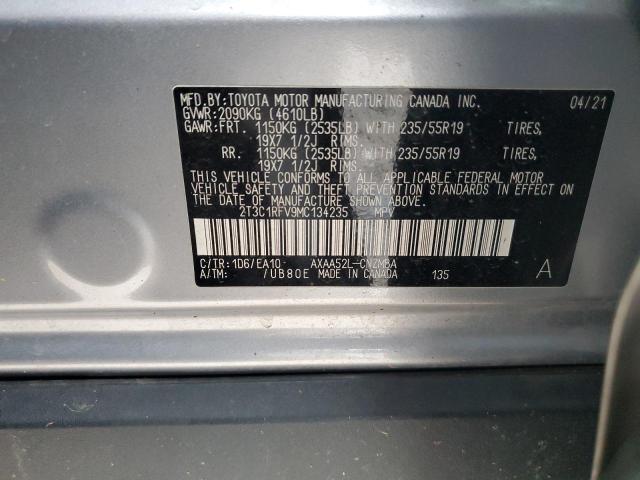 MFD.BY:TOYOTA MOTOR MANUFACTURING CANADA INC. 04/21
GVWR:2090KG (4610LB)
GAWR:FRT. 1150KG (2535LB) WITH 235/55R19 TIRES,
19X7 1/2J RIMS.
RR. 1150KG (2535LB) WITH 235/55R19 TIRES,
19X7 1/2J RIMS.
THIS VEHICLE CONFORMS TO ALL APPLICABLE FEDERAL MOTOR
VEHICLE SAFETY AND THEFT PREVENTION STANDARDS IN EFFECT ON
THE DATE OF MANUFACTURE SHOWN ABOVE.
2T3C1RFV9MC134235 MPV
C/TR:1D6/EA10 AXAA52L-CNZMBA
A/TM: /UB80E MADE IN CANADA 135 A